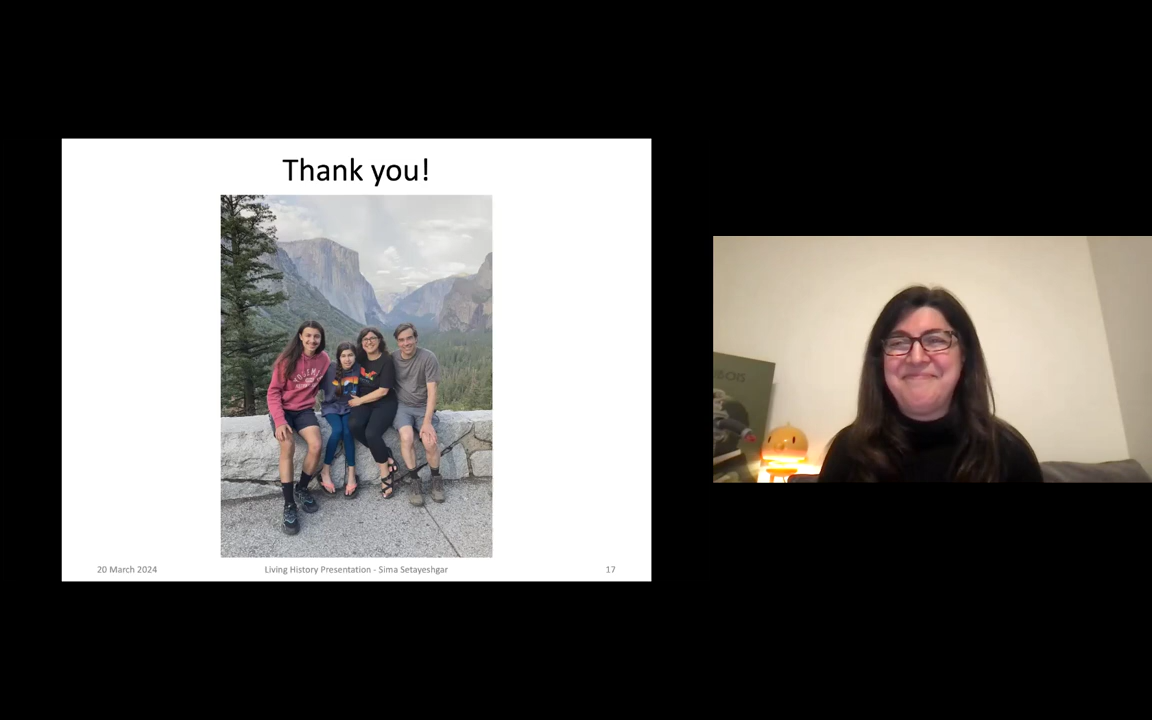 Thank you!
20 March 2024
Living History Presentation - Sima Setayeshgar
17